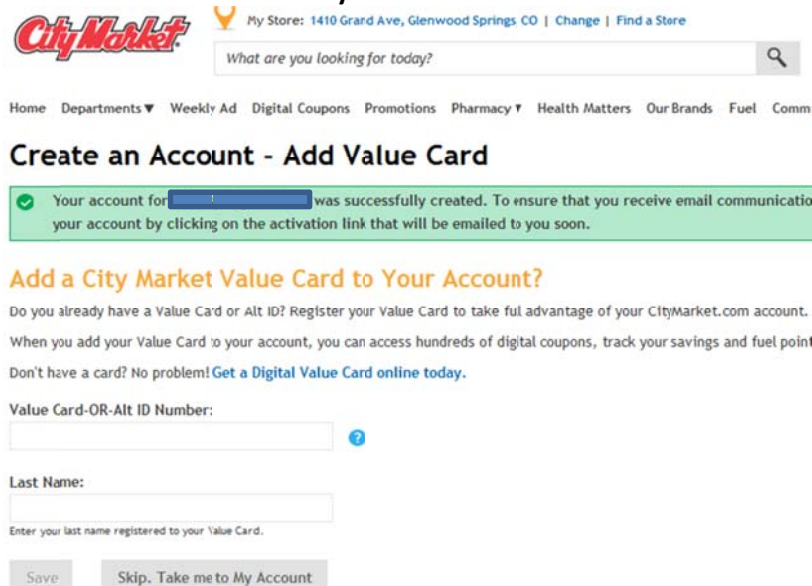 City Market.
My Store: 1410 Grand Ave, Glenwood Springs CO | Change | Find a Store
What are you looking for today?
Home Departments▼ Weekly Ad Digital Coupons Promotions Pharmacy▼ Health Matters Our Brands Fuel Comm
Create an Account - Add Value Card
Your account for was successfully created. To ensure that you receive email communicatio
your account by clicking on the activation link that will be emailed to you soon.
Add a City Market Value Card to Your Account?
Do you already have a Value Card or Alt ID? Register your Value Card to take full advantage of your CityMarket.com account.
When you add your Value Card to your account, you can access hundreds of digital coupons, track your savings and fuel point
Don't have a card? No problem! Get a Digital Value Card online today.
Value Card-OR-Alt ID Number:
?
Last Name:
Enter your last name registered to your Value Card.
Save Skip. Take me to My Account